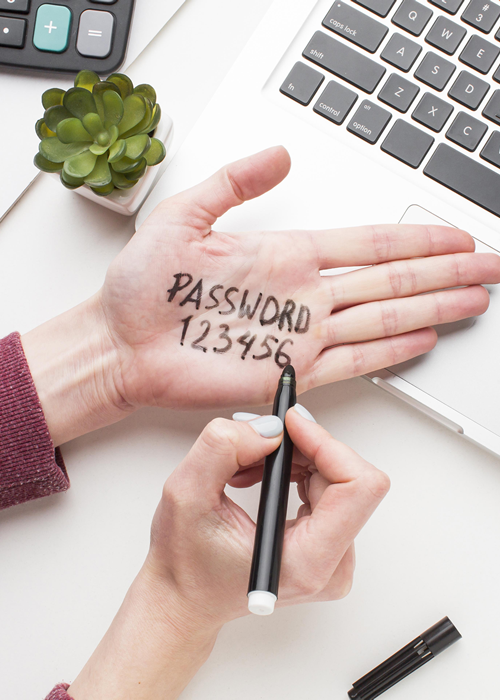 + =
# 3
Q W E
caps lock A S D
shift Z X C
fn control alt option
PASSWORD
123456